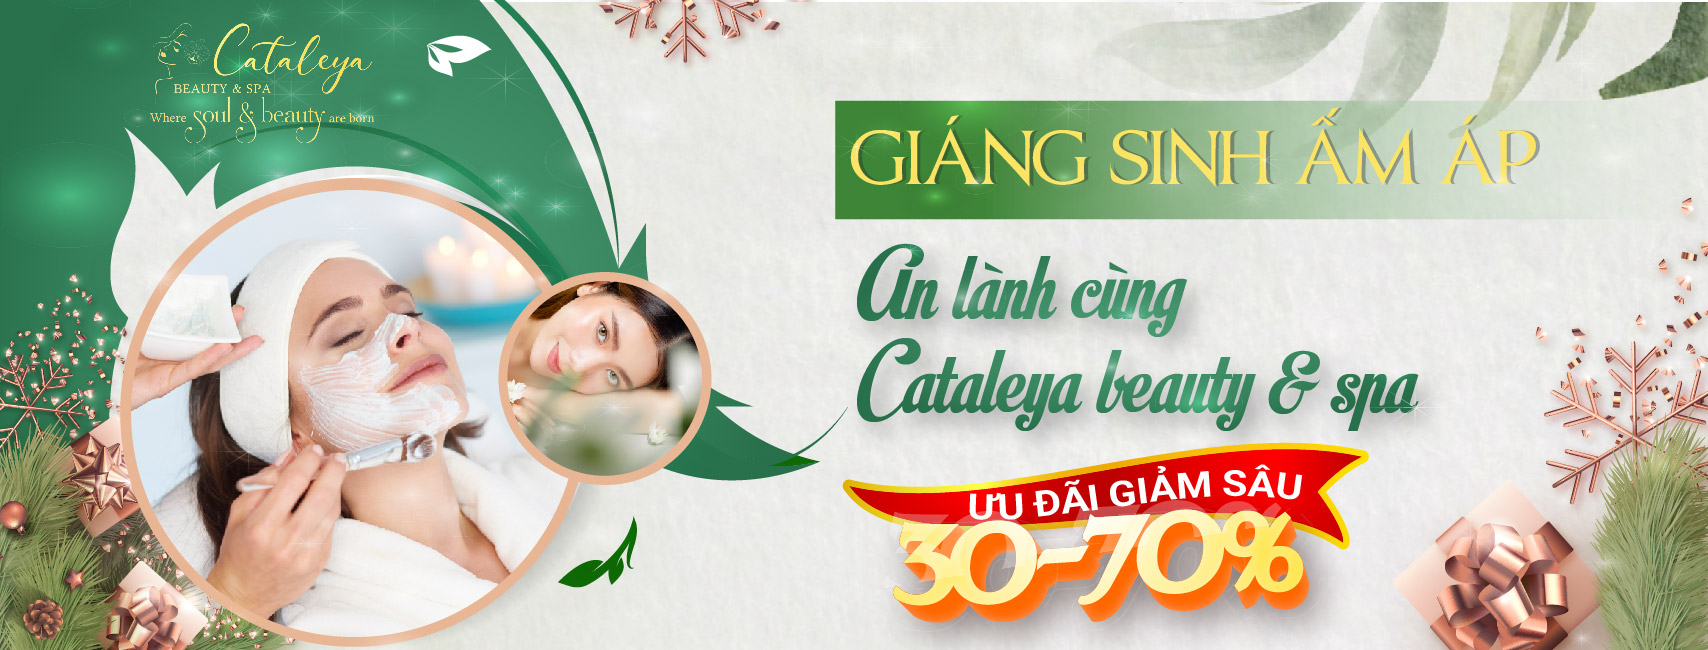 Cataleya
BEAUTY & SPA
Where soul & beauty are born
GIÁNG SINH ẤM ÁP
An lành cùng
Cataleya beauty & spa
ƯU ĐÃI GIẢM SÂU
30-70%